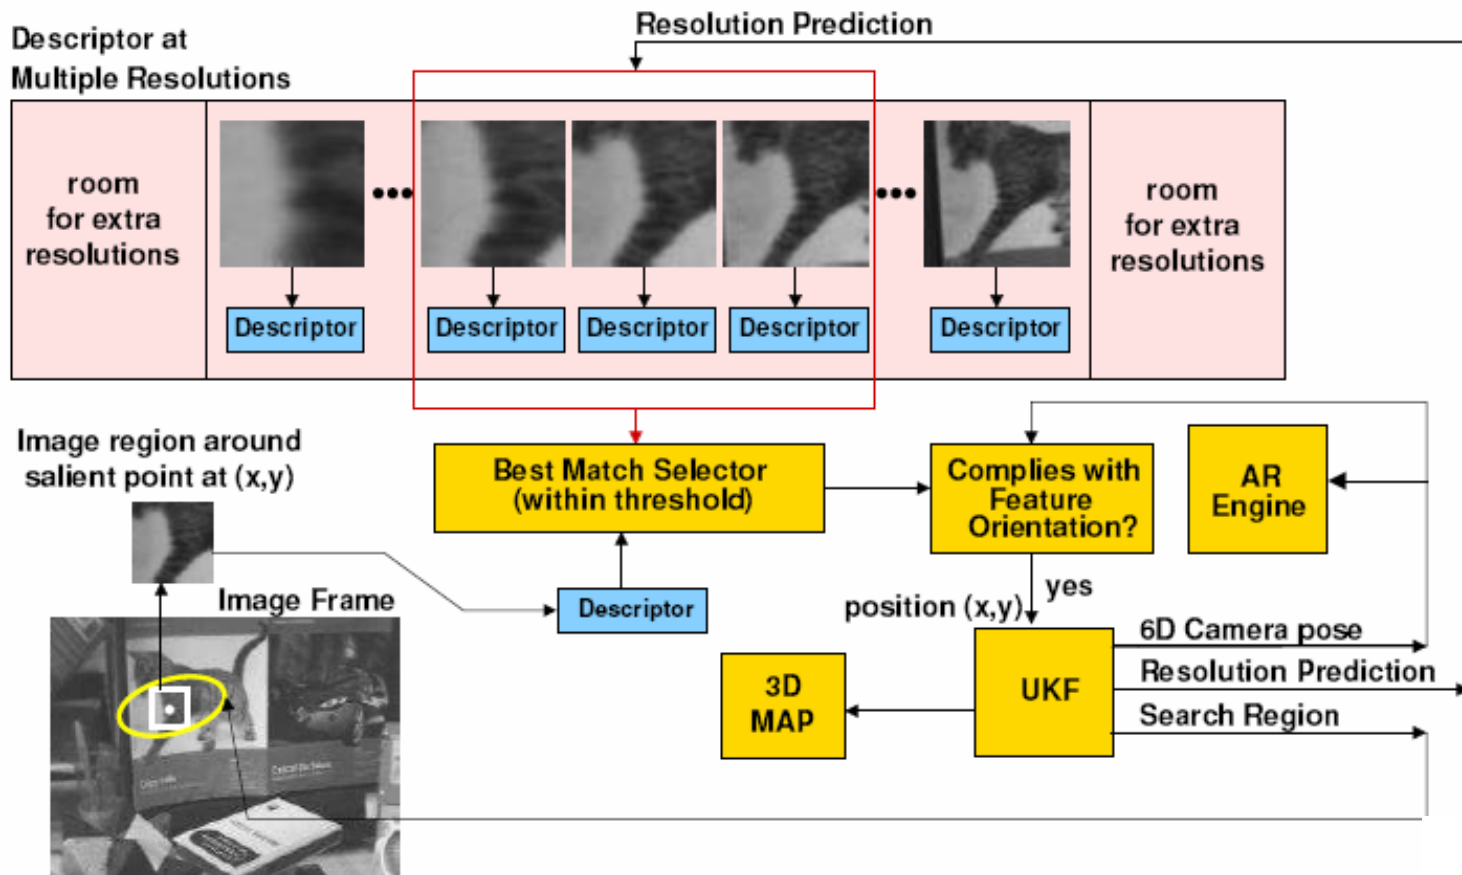 Resolution Prediction
Descriptor at
Multiple Resolutions
room
for extra
resolutions
room
for extra
resolutions
Descriptor
Descriptor
Descriptor
Descriptor
Descriptor
Image region around
salient point at (x,y)
Best Match Selector
(within threshold)
Complies with
Feature
Orientation?
AR
Engine
Descriptor
Image Frame
yes
position (x,y)
6D Camera pose
Resolution Prediction
Search Region
UKF
3D
MAP